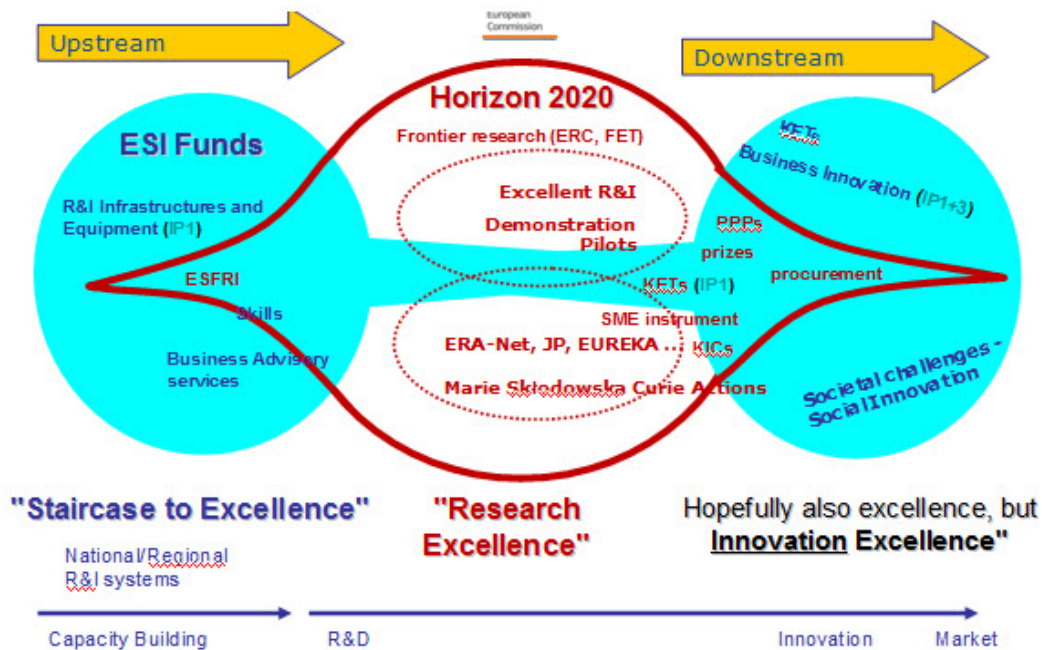 European
Commission
Upstream
Downstream
Horizon 2020
Frontier research (ERC, FET)
Excellent R&I
Demonstration
Pilots
ESI Funds
R&I Infrastructures and
Equipment (IP1)
ESFRI
Skills
Business Advisory
services
KETs
Business Innovation (IP1+3)
PPPs
prizes
procurement
KETs (IP1)
SME instrument
ERA-Net, JP, EUREKA ... KICs
Marie Skłodowska Curie Actions
Societal challenges -
Social Innovation
"Staircase to Excellence"
"Research
Excellence"
Hopefully also excellence, but
Innovation Excellence"
National/Regional
R&I systems
Capacity Building
R&D
Innovation
Market